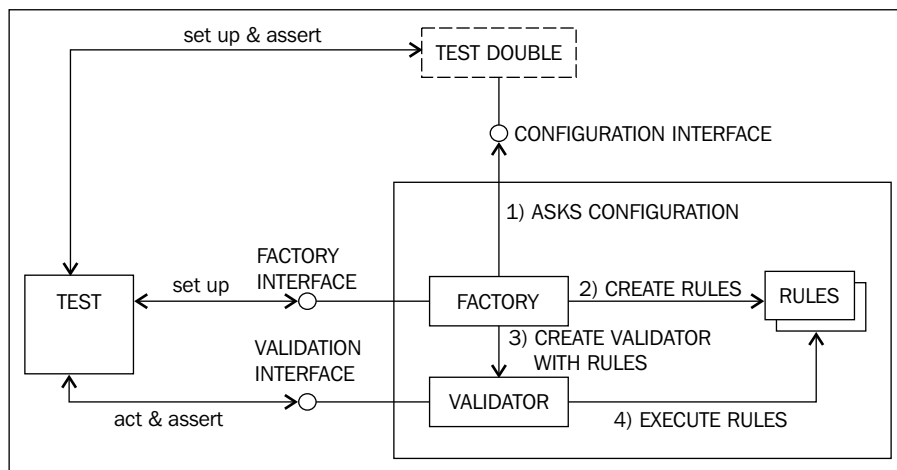 set up & assert
TEST DOUBLE
CONFIGURATION INTERFACE
1) ASKS CONFIGURATION
FACTORY
INTERFACE
TEST
set up
FACTORY
2) CREATE RULES
RULES
3) CREATE VALIDATOR
WITH RULES
VALIDATION
INTERFACE
VALIDATOR
act & assert
4) EXECUTE RULES